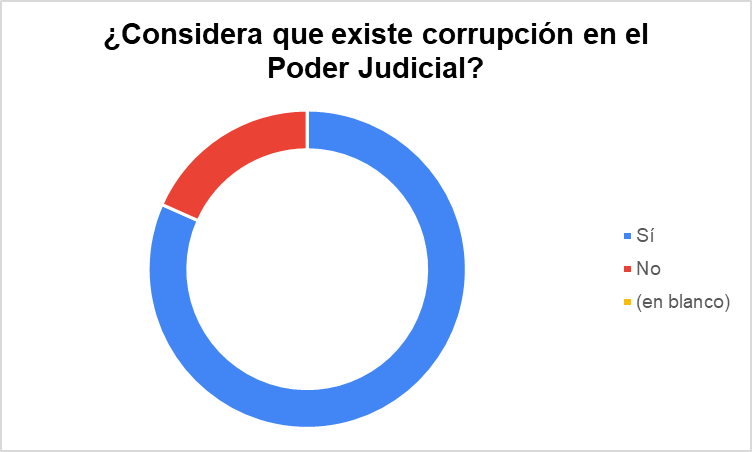 ¿Considera que existe corrupción en el
Poder Judicial?
Sí
No
(en blanco)